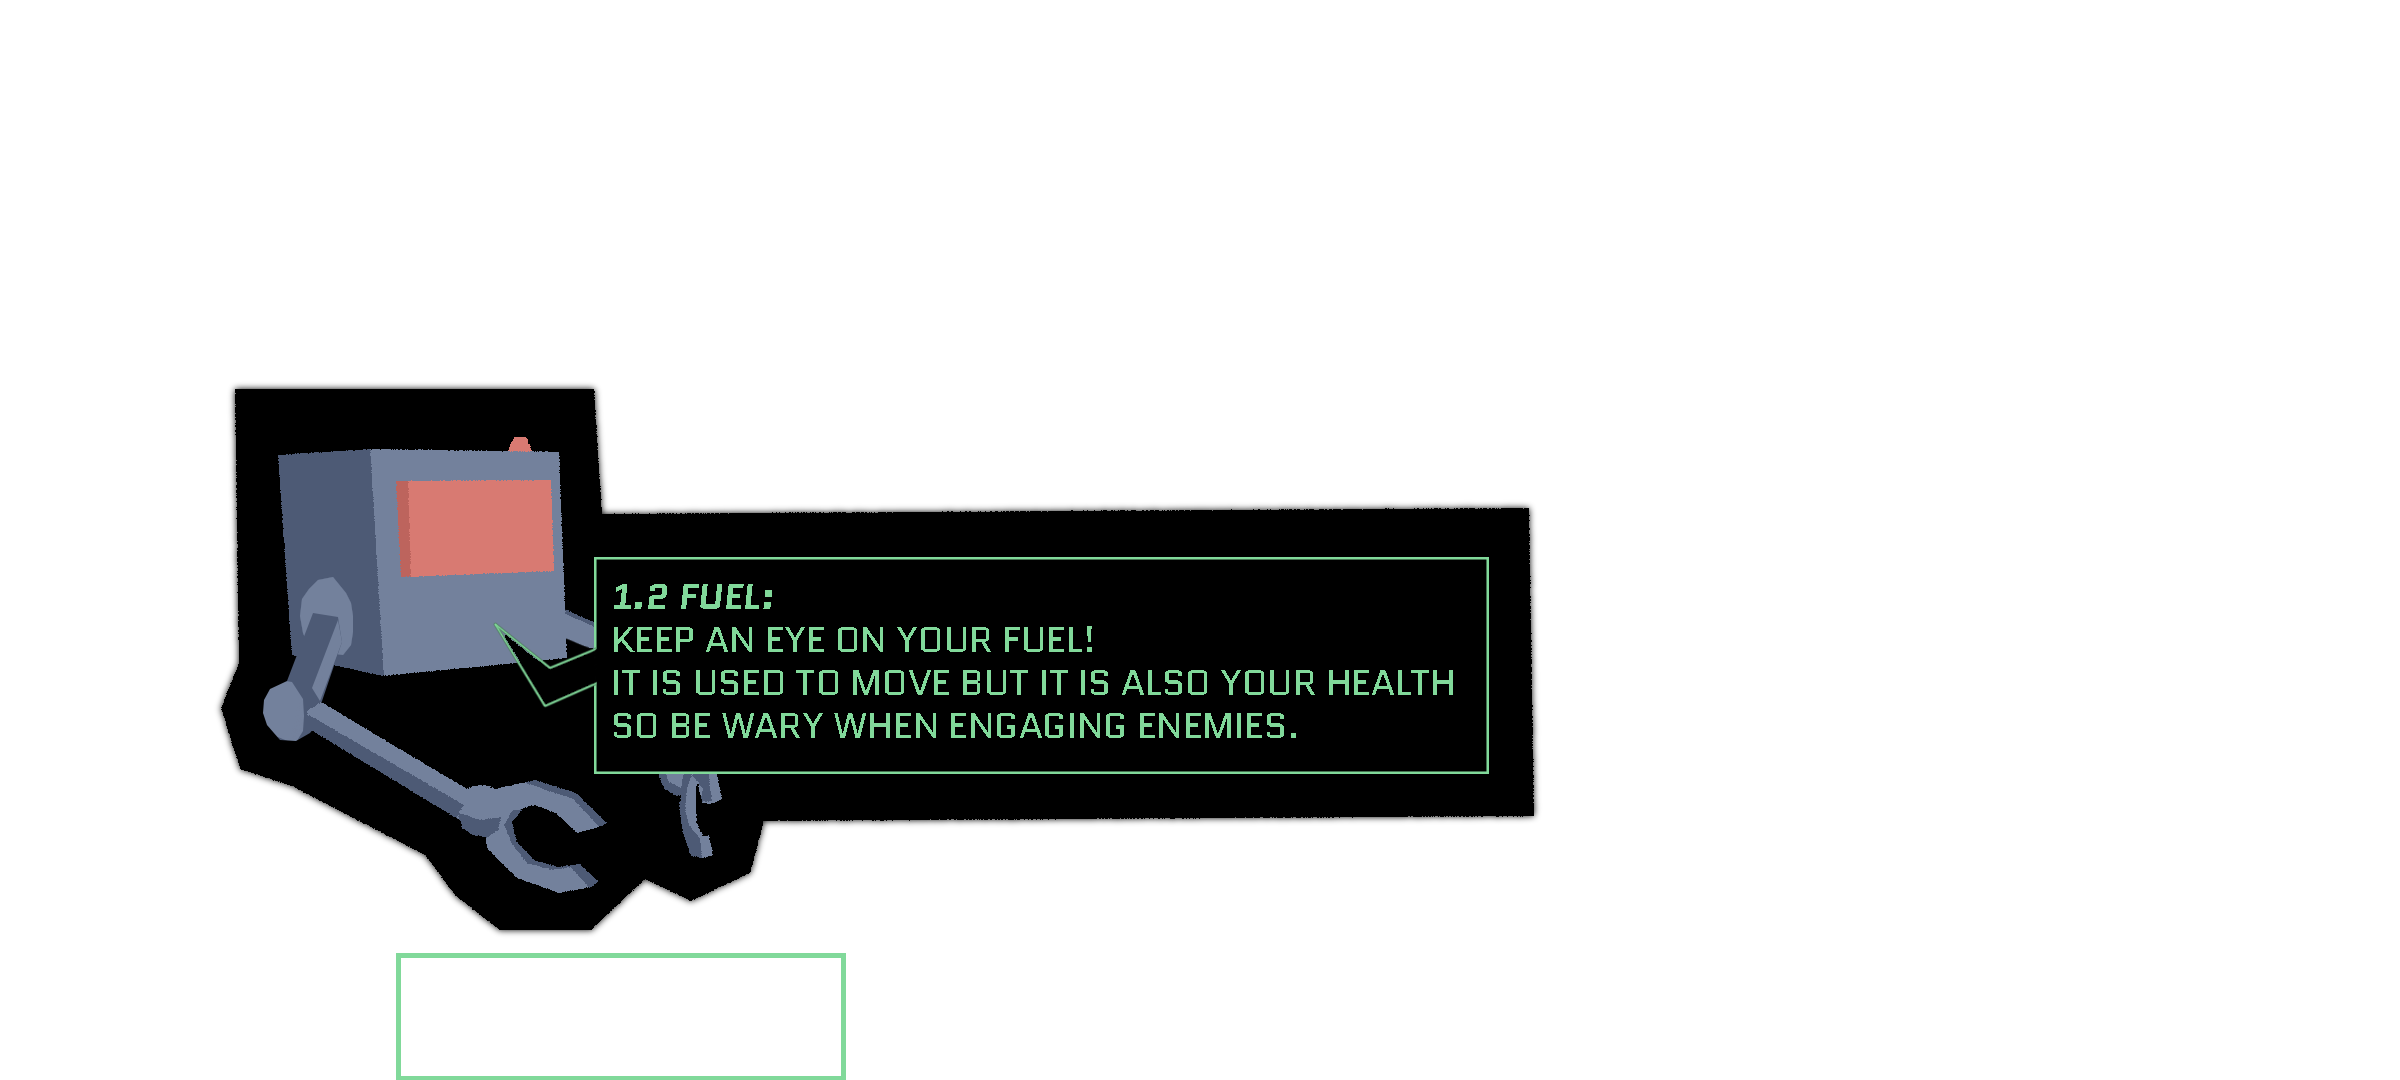 1.2 FUEL:
KEEP AN EYE ON YOUR FUEL!
IT IS USED TO MOVE BUT IT IS ALSO YOUR HEALTH
SO BE WARY WHEN ENGAGING ENEMIES.